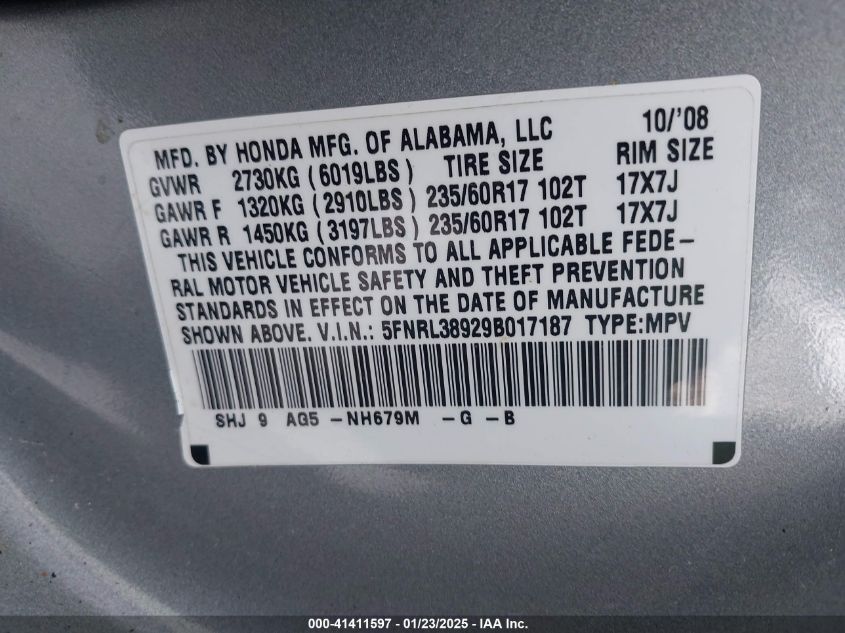 MFD. BY HONDA MFG. OF ALABAMA, LLC 10/'08
GVWR 2730KG (6019LBS) TIRE SIZE RIM SIZE
GAWR F 1320KG (2910LBS) 235/60R17 102T 17X7J
GAWR R 1450KG (3197LBS) 235/60R17 102T 17X7J
THIS VEHICLE CONFORMS TO ALL APPLICABLE FEDE-
RAL MOTOR VEHICLE SAFETY AND THEFT PREVENTION
STANDARDS IN EFFECT ON THE DATE OF MANUFACTURE
SHOWN ABOVE. V.I.N.: 5FNRL38929B017187 TYPE:MPV
SHJ 9 AG5 -NH679M -G -B
000-41411597 - 01/23/2025 - IAA Inc.